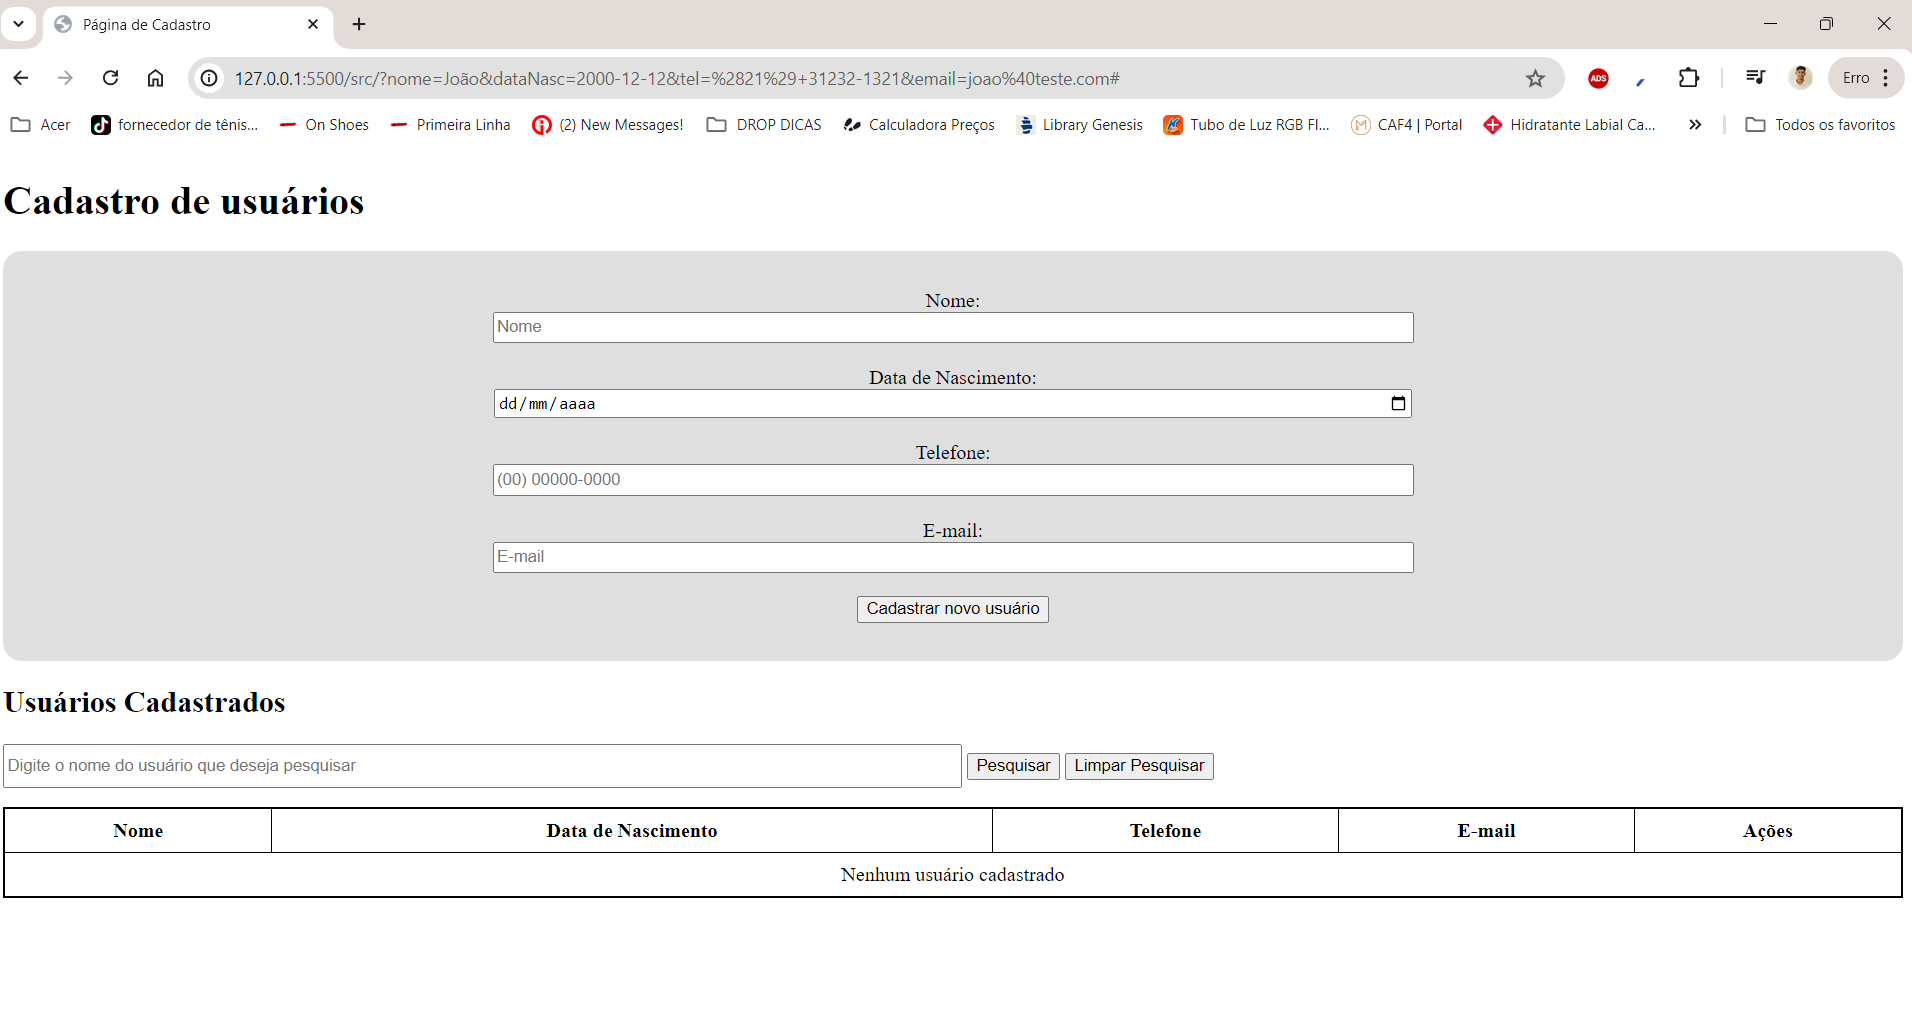 Página de Cadastro
127.0.0.1:5500/src/?nome=João&dataNasc=2000-12-12&tel=%2821%29+31232-1321&email=joao%40teste.com#
ADS
Erro
Acer
fornecedor de tênis...
On Shoes
Primeira Linha
(2) New Messages!
DROP DICAS
Calculadora Preços
Library Genesis
Tubo de Luz RGB Fl...
CAF4 | Portal
Hidratante Labial Ca...
Todos os favoritos
Cadastro de usuários
Nome:
Nome
Data de Nascimento:
dd/mm/aaaa
Telefone:
(00) 00000-0000
E-mail:
E-mail
Cadastrar novo usuário
Usuários Cadastrados
Digite o nome do usuário que deseja pesquisar
Pesquisar
Limpar Pesquisar
Nome
Data de Nascimento
Telefone
E-mail
Ações
Nenhum usuário cadastrado